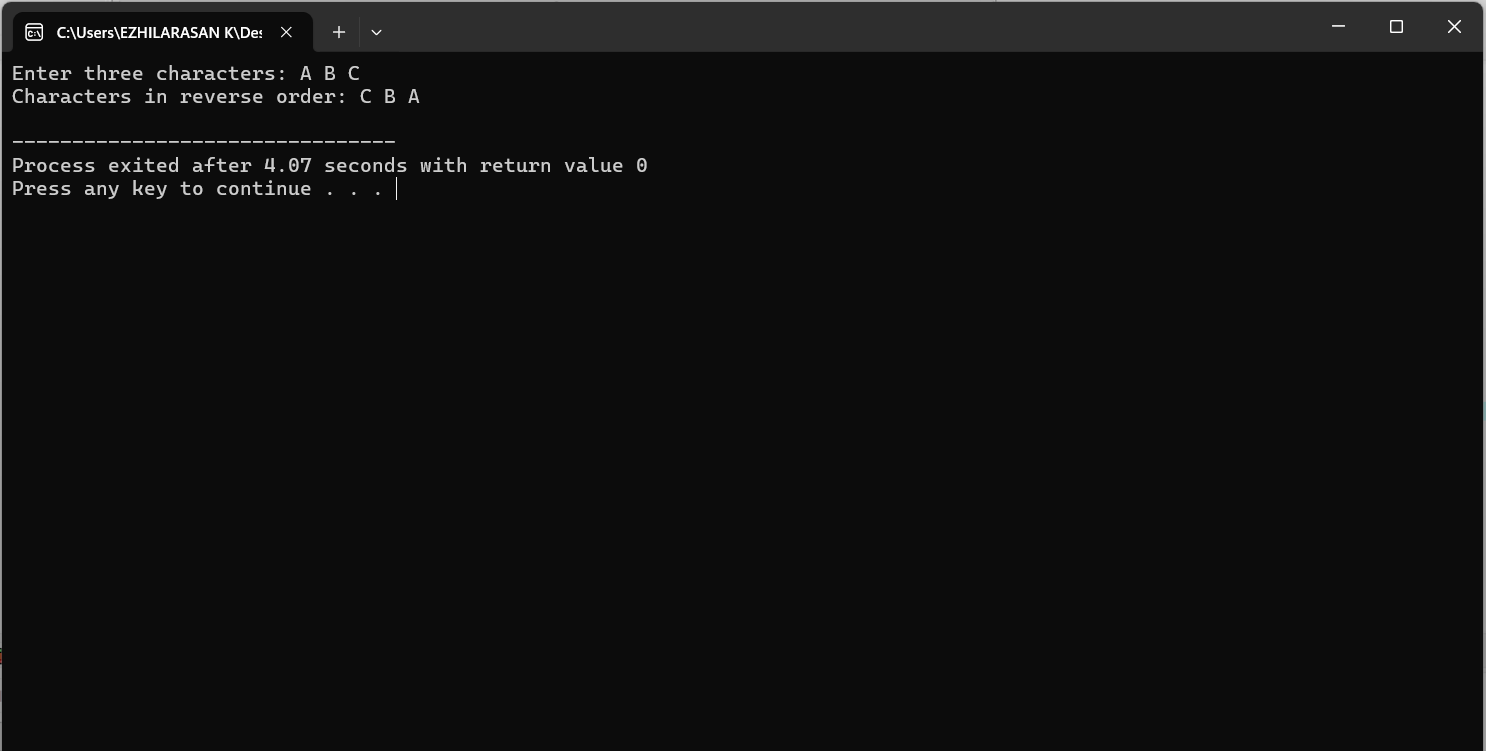 C:\Users\EZHILARASAN K\Des
Enter three characters: A B C
Characters in reverse order: C B A
--------------------------------
Process exited after 4.07 seconds with return value 0
Press any key to continue . . .